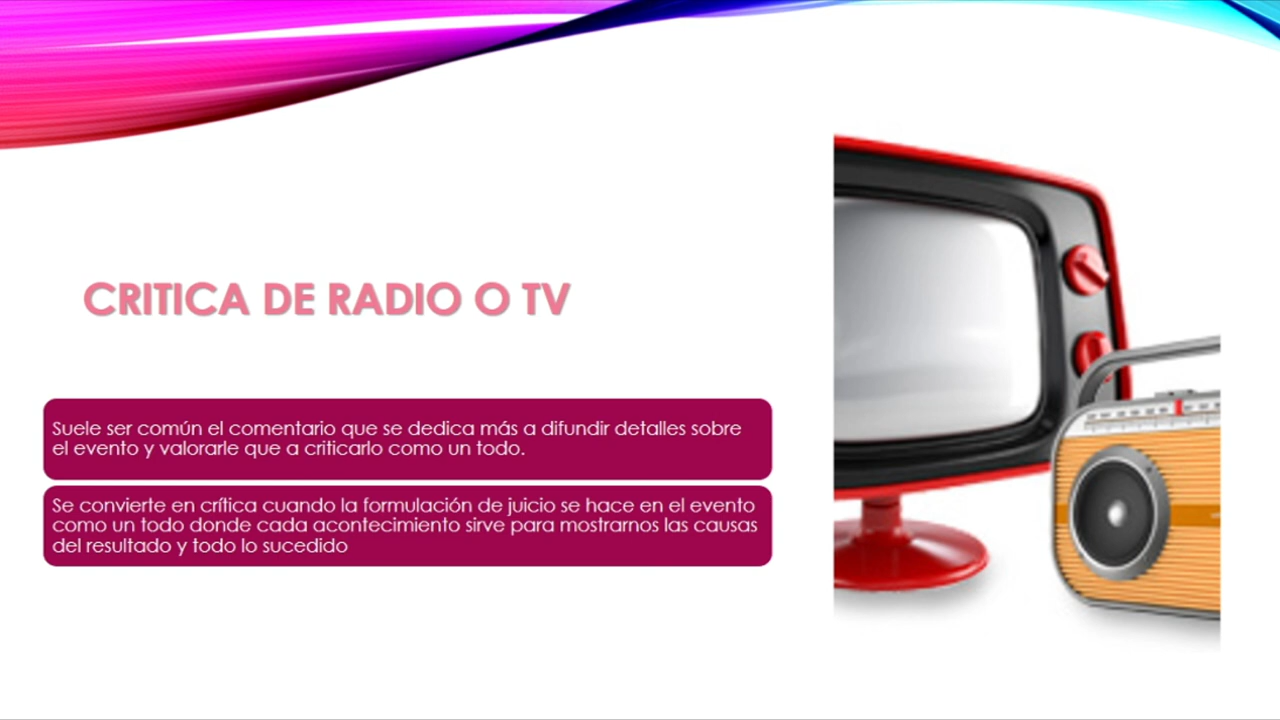 CRITICA DE RADIO O TV
Suele ser común el comentario que se dedica más a difundir detalles sobre
el evento y valorarle que a criticarlo como un todo.
Se convierte en crítica cuando la formulación de juicio se hace en el evento
como un todo donde cada acontecimiento sirve para mostrarnos las causas
del resultado y todo lo sucedido